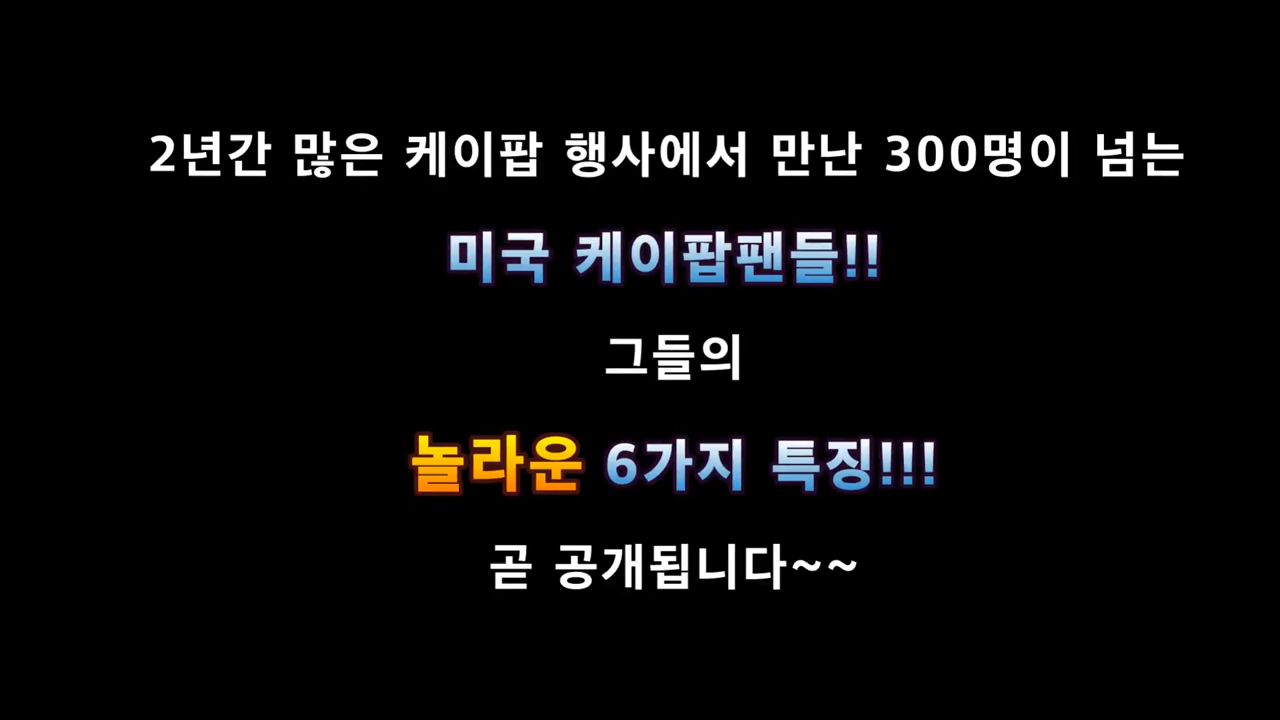 2년간 많은 케이팝 행사에서 만난 300명이 넘는
미국 케이팝팬들!!
그들의
놀라운 6가지 특징!!!
곧 공개됩니다~~